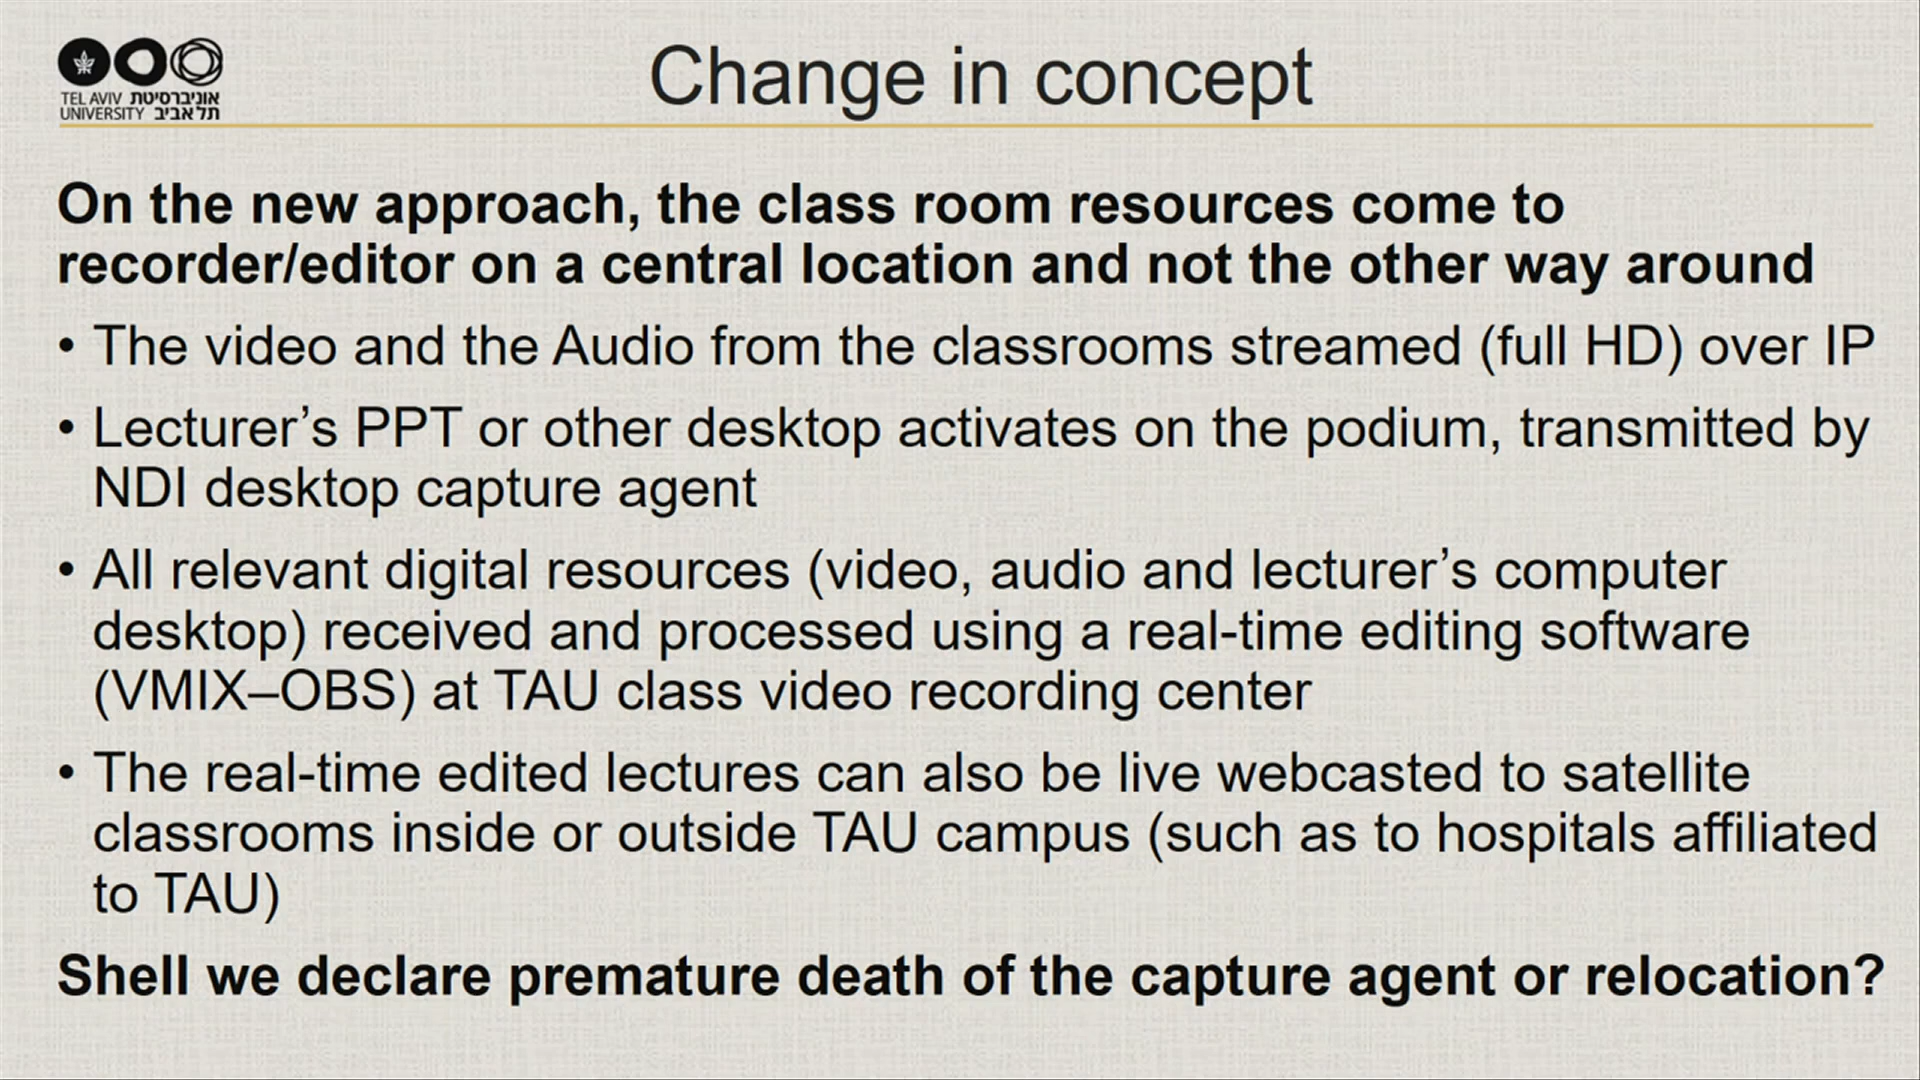 TEL AVIV אוניברסיטת
UNIVERSITY תל אביב
Change in concept
On the new approach, the class room resources come to
recorder/editor on a central location and not the other way around
• The video and the Audio from the classrooms streamed (full HD) over IP
• Lecturer’s PPT or other desktop activates on the podium, transmitted by
NDI desktop capture agent
• All relevant digital resources (video, audio and lecturer’s computer
desktop) received and processed using a real-time editing software
(VMIX–OBS) at TAU class video recording center
• The real-time edited lectures can also be live webcasted to satellite
classrooms inside or outside TAU campus (such as to hospitals affiliated
to TAU)
Shell we declare premature death of the capture agent or relocation?